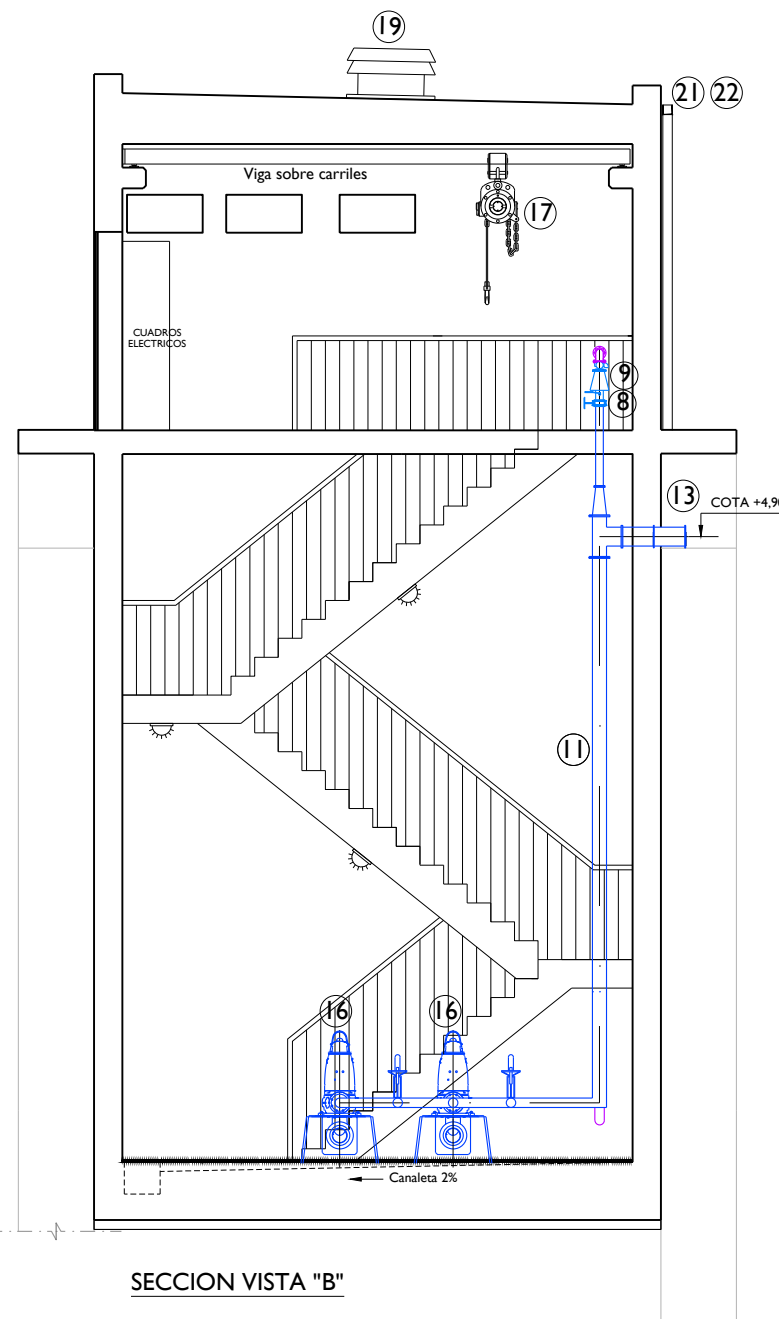 19
21 22
Viga sobre carriles
17
CUADROS
ELECTRICOS
9
8
13
COTA +4,90
11
16 16
Canaleta 2%
SECCION VISTA "B"